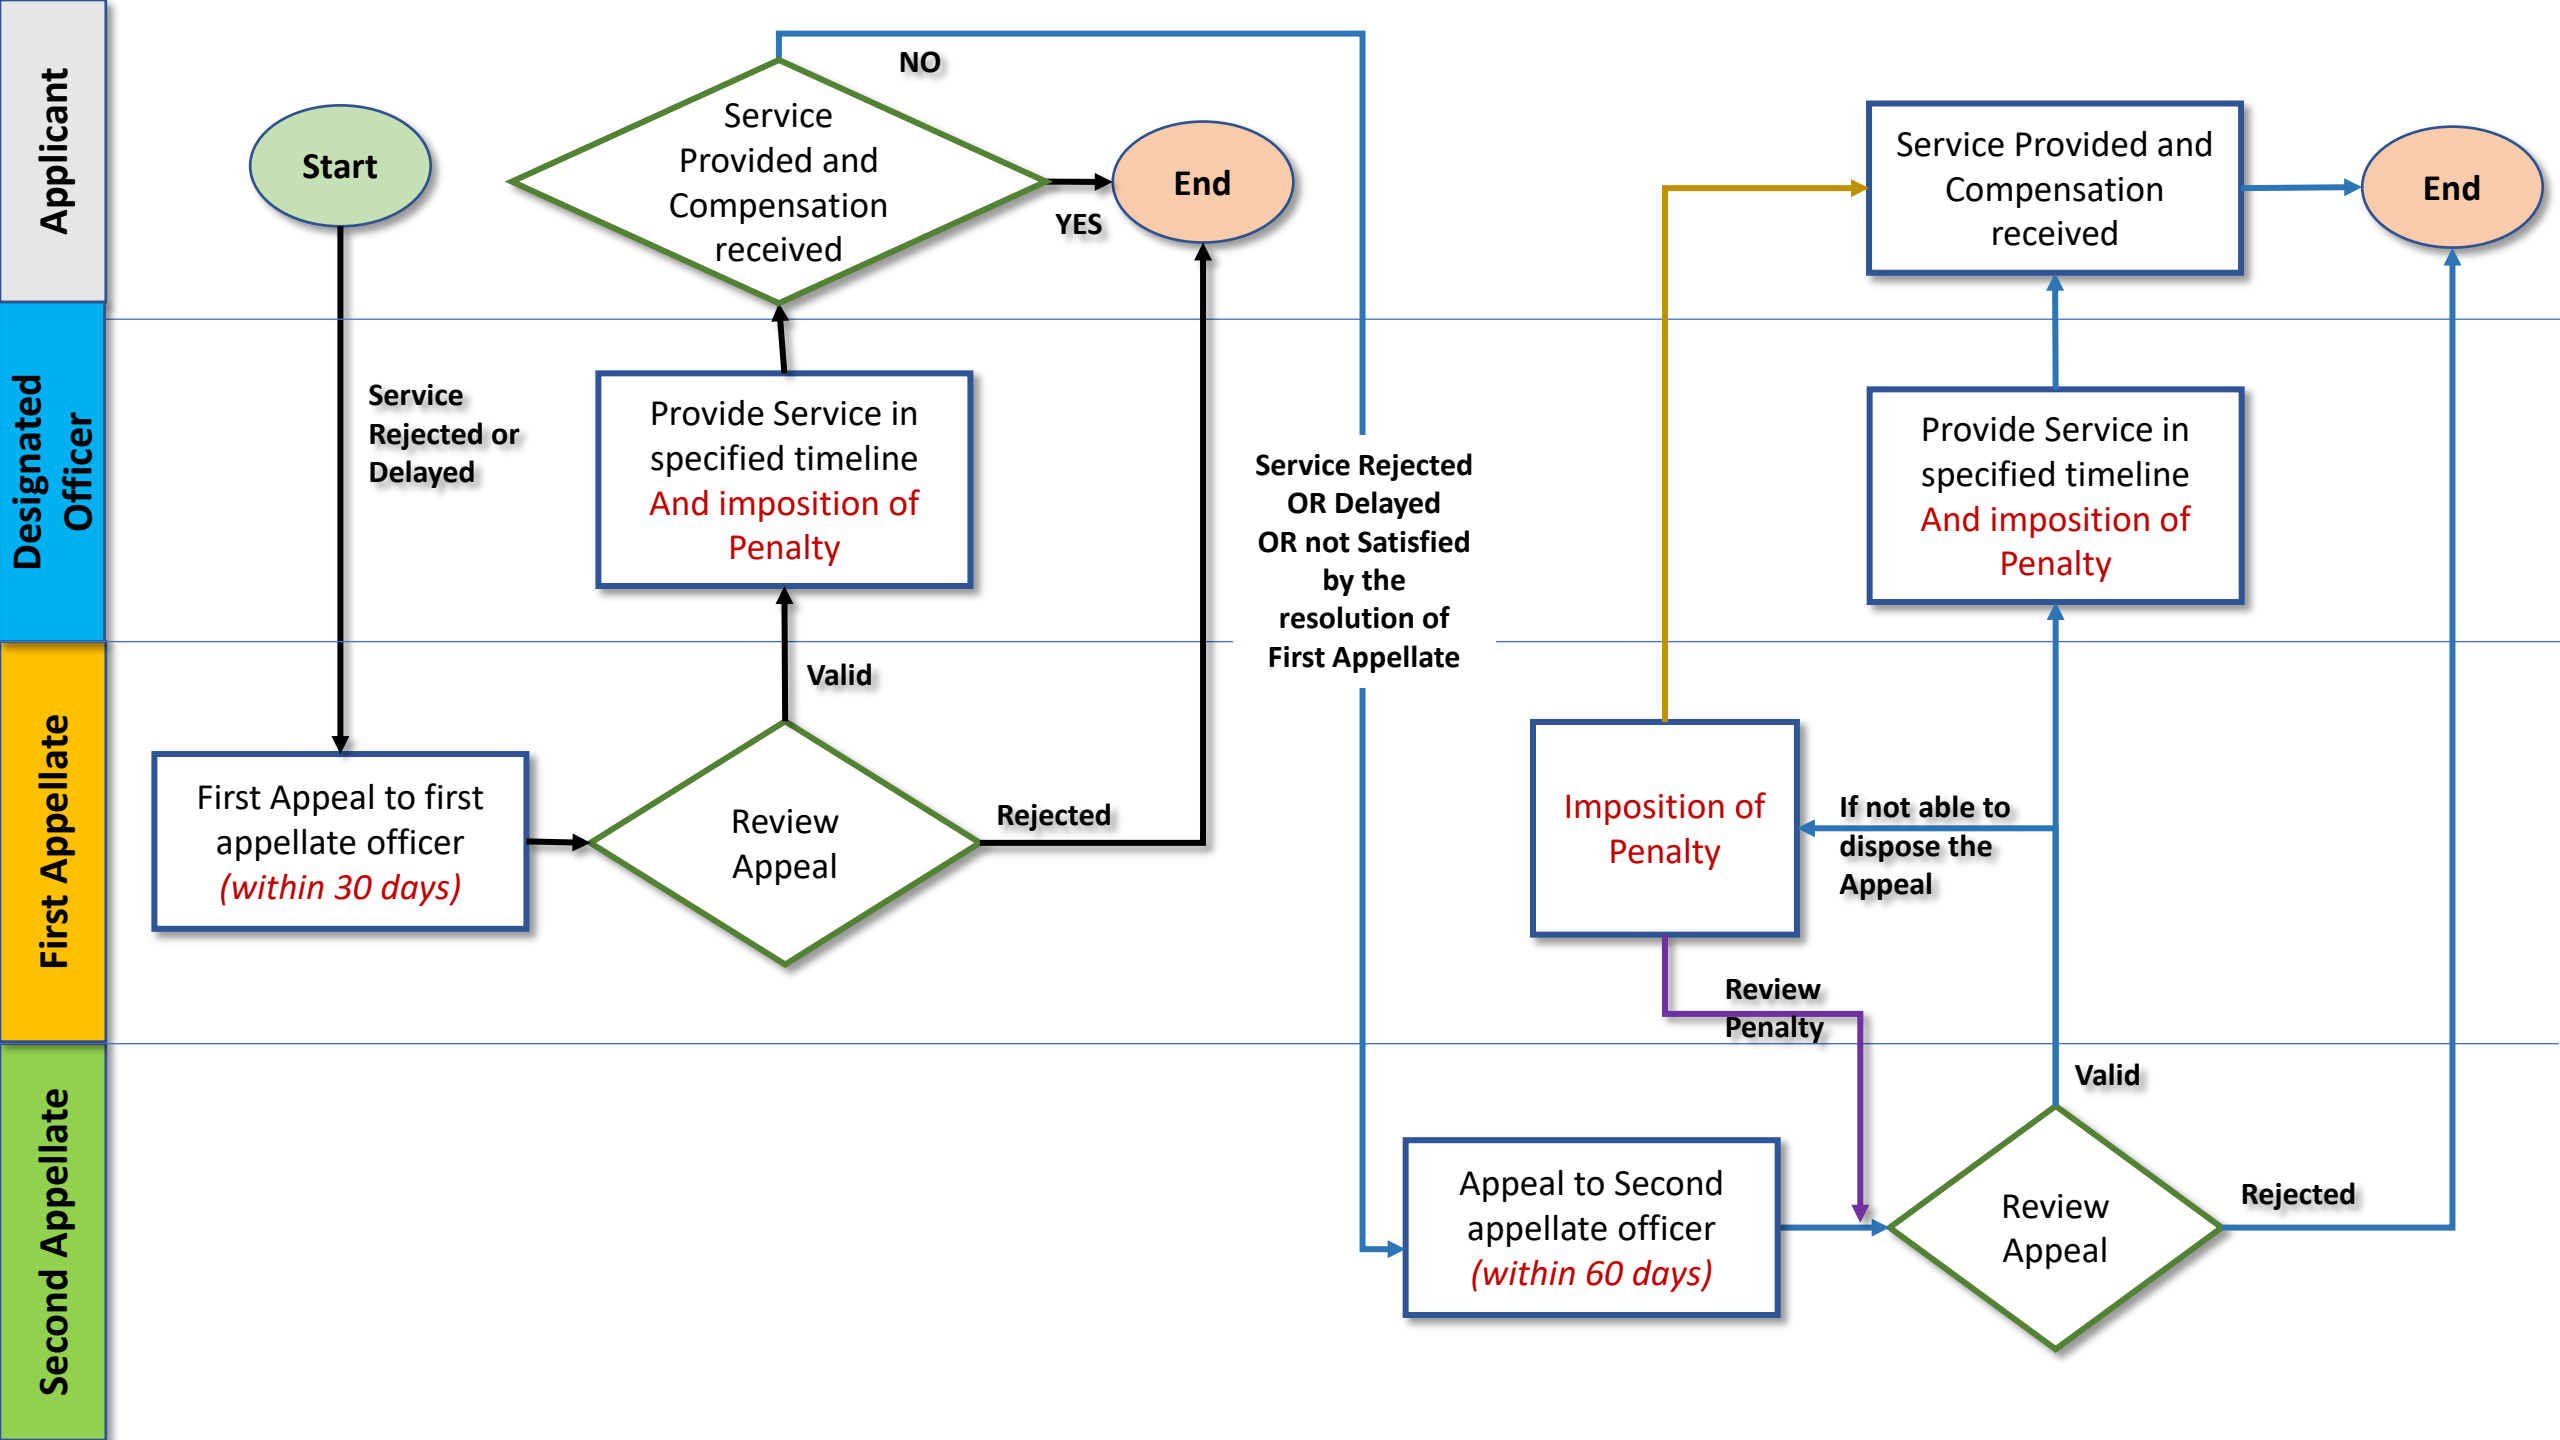 Applicant
Designated
Officer
First Appellate
Second Appellate
Start
Service
Rejected or
Delayed
First Appeal to first
appellate officer
(within 30 days)
Review
Appeal
Valid
Rejected
Provide Service in
specified timeline
And imposition of
Penalty
Service
Provided and
Compensation
received
NO
YES
End
Service Rejected
OR Delayed
OR not Satisfied
by the
resolution of
First Appellate
Appeal to Second
appellate officer
(within 60 days)
Review
Appeal
Valid
Rejected
If not able to
dispose the
Appeal
Imposition of
Penalty
Review
Penalty
Provide Service in
specified timeline
And imposition of
Penalty
Service Provided and
Compensation
received
End